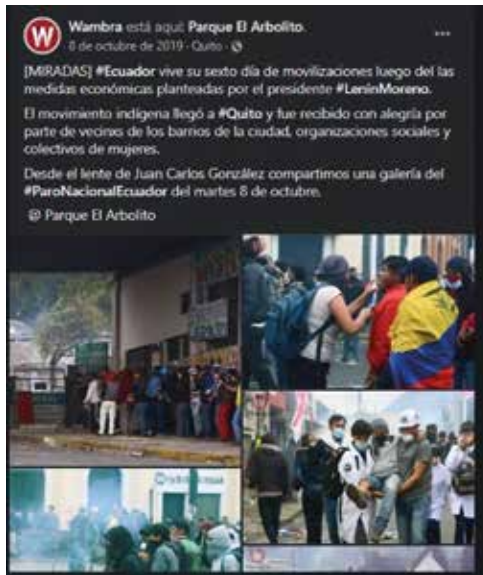 Wambra está aquí: Parque El Arbolito.
8 de octubre de 2019 · Quito ·
[MIRADAS] #Ecuador vive su sexto día de movilizaciones luego del las
medidas económicas planteadas por el presidente #LeninMoreno.
El movimiento indígena llegó a #Quito y fue recibido con alegría por
parte de vecinxs de los barrios de la ciudad, organizaciones sociales y
colectivos de mujeres.
Desde el lente de Juan Carlos González compartimos una galería del
#ParoNacionalEcuador del martes 8 de octubre.
@ Parque El Arbolito